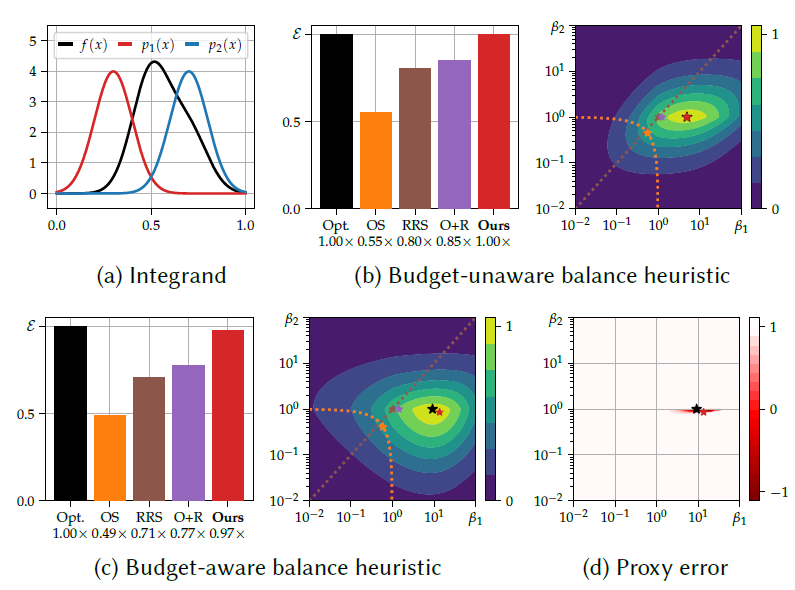 f(x) p₁(x) p₂(x)
5
4
3
2
1
0
0.0 0.5 1.0
(a) Integrand
ℰ
0.5
0.0
Opt. OS RRS O+R Ours
1.00× 0.55× 0.80× 0.85× 1.00×
β₂
10¹
10⁰
10⁻¹
10⁻²
10⁻² 10⁻¹ 10⁰ 10¹ β₁
1
0
(b) Budget-unaware balance heuristic
ℰ
0.5
0.0
Opt. OS RRS O+R Ours
1.00× 0.49× 0.71× 0.77× 0.97×
β₂
10¹
10⁰
10⁻¹
10⁻²
10⁻² 10⁻¹ 10⁰ 10¹ β₁
1
0
(c) Budget-aware balance heuristic
β₂
10¹
10⁰
10⁻¹
10⁻²
10⁻² 10⁻¹ 10⁰ 10¹ β₁
1
0
−1
(d) Proxy error